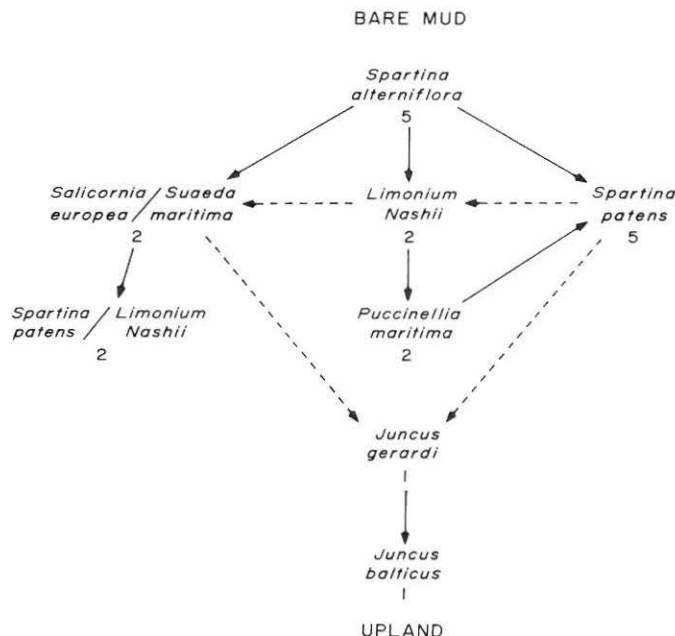 BARE MUD
Spartina
alterniflora
5
Salicornia / Suaeda
europea / maritima
2
Limonium
Nashii
2
Spartina
patens
5
Spartina / Limonium
patens / Nashii
2
Puccinellia
maritima
2
Juncus
gerardi
1
Juncus
balticus
1
UPLAND